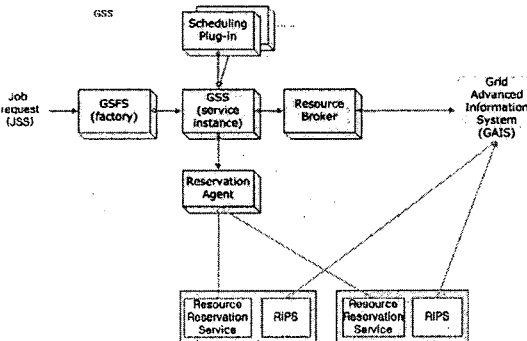 GSS
Scheduling
Plug-in
Job
request
(JSS)
GSFS
(factory)
GSS
(service
instance)
Resource
Broker
Grid
Advanced
Information
System
(GAIS)
Reservation
Agent
Resource
Reservation
Service
RIPS
Resource
Reservation
Service
RIPS